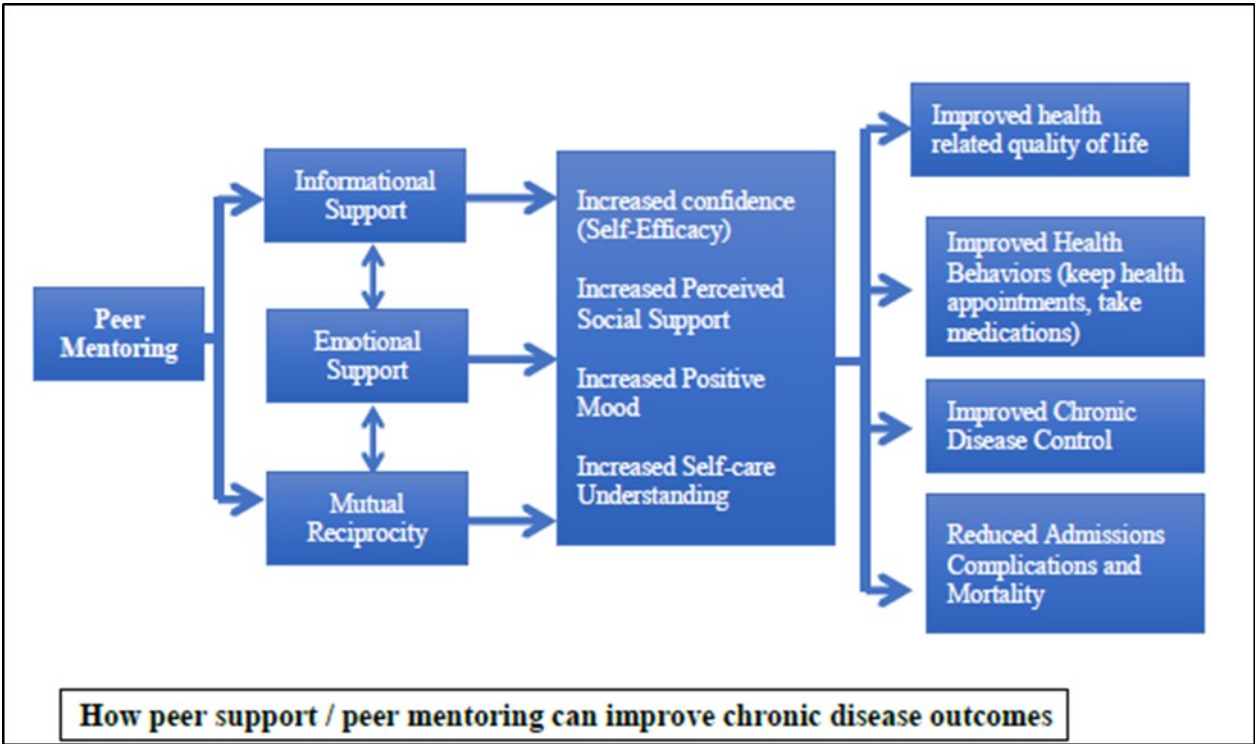 Peer
Mentoring
Informational
Support
Emotional
Support
Mutual
Reciprocity
Increased confidence
(Self-Efficacy)
Increased Perceived
Social Support
Increased Positive
Mood
Increased Self-care
Understanding
Improved health
related quality of life
Improved Health
Behaviors (keep health
appointments, take
medications)
Improved Chronic
Disease Control
Reduced Admissions
Complications and
Mortality
How peer support / peer mentoring can improve chronic disease outcomes